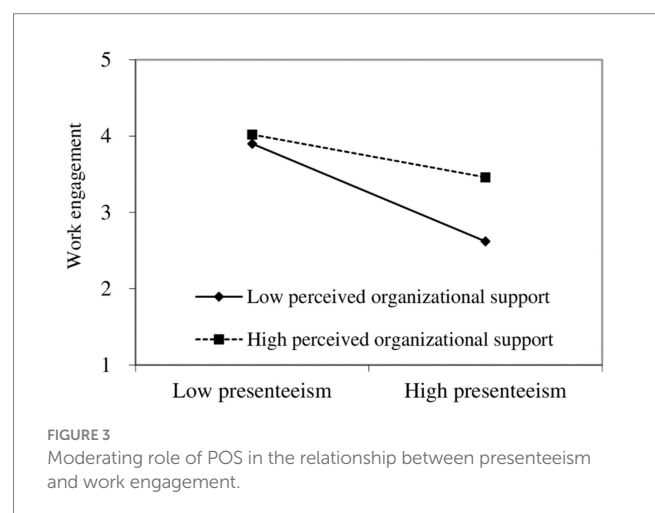 5
4
3
2
1
Work engagement
Low perceived organizational support
High perceived organizational support
Low presenteeism
High presenteeism
FIGURE 3
Moderating role of POS in the relationship between presenteeism
and work engagement.